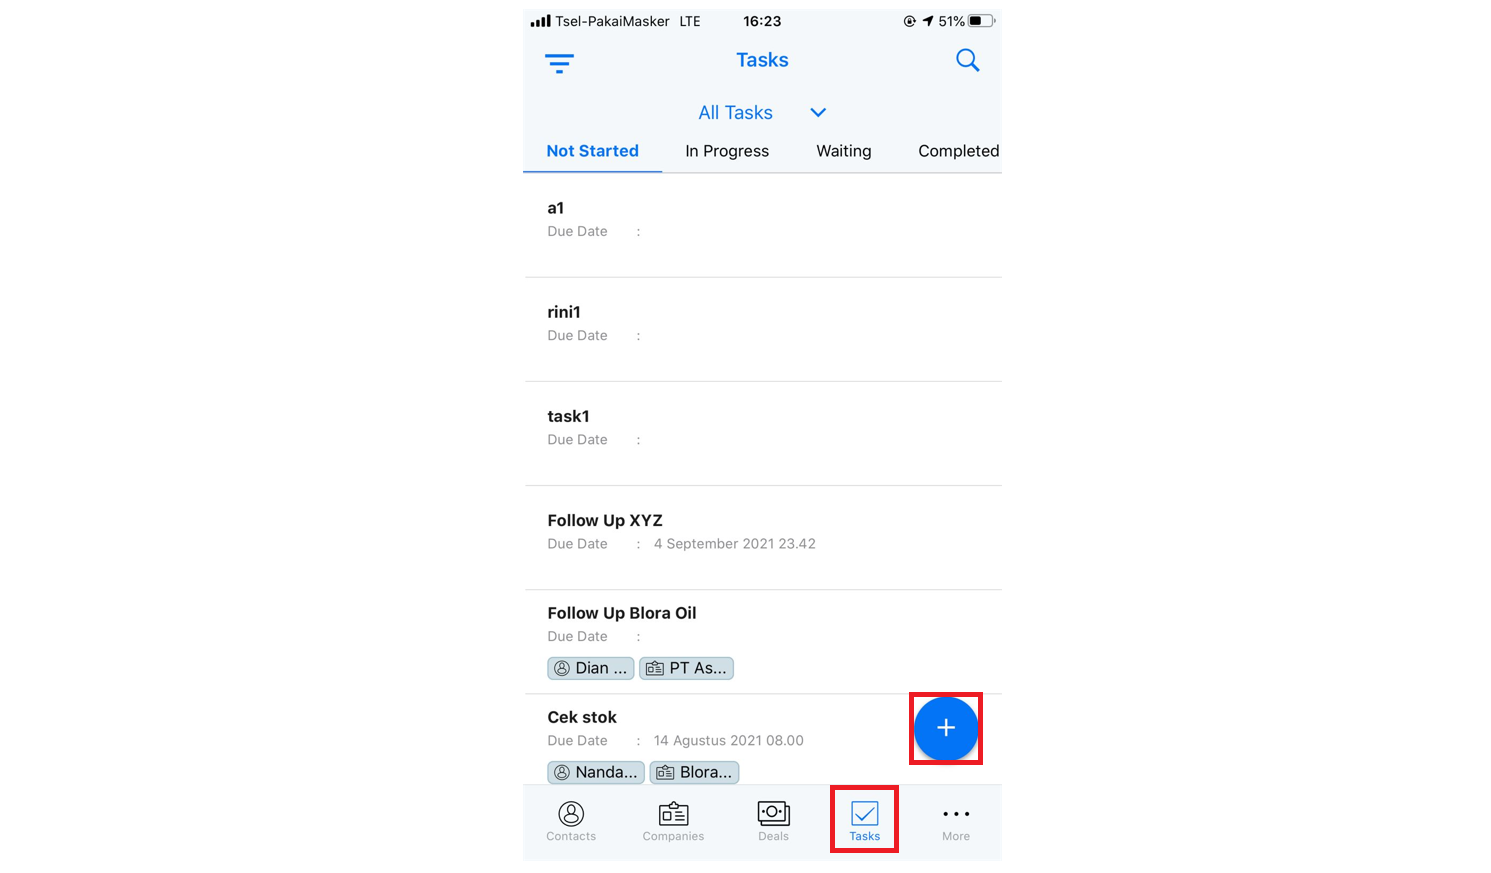 Tsel-PakaiMasker LTE 16:23 51%
Tasks
All Tasks
Not Started In Progress Waiting Completed
a1
Due Date :
rini1
Due Date :
task1
Due Date :
Follow Up XYZ
Due Date : 4 September 2021 23.42
Follow Up Blora Oil
Due Date :
Dian ... PT As...
Cek stok
Due Date : 14 Agustus 2021 08.00
Nanda... Blora...
Contacts Companies Deals Tasks More